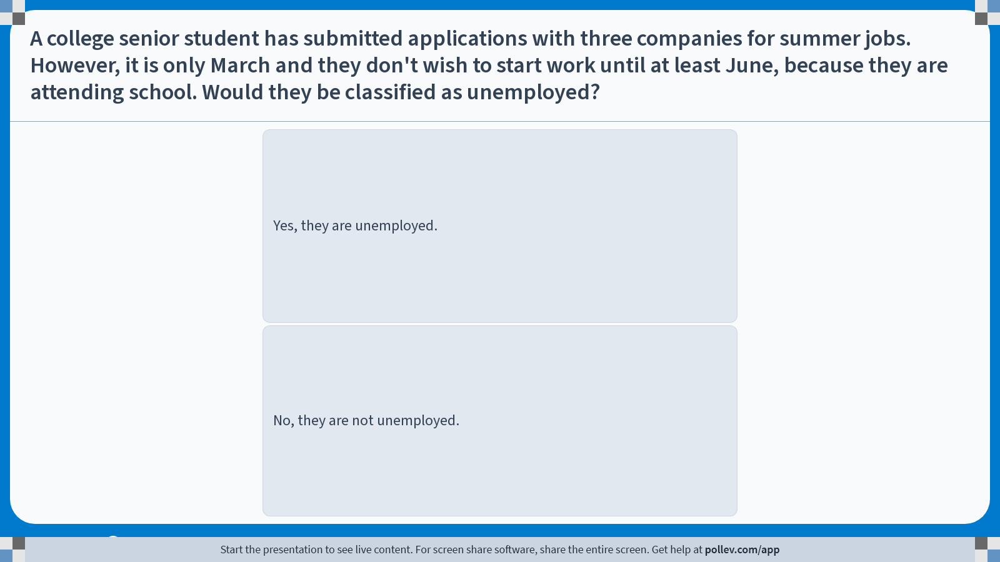 A college senior student has submitted applications with three companies for summer jobs.
However, it is only March and they don't wish to start work until at least June, because they are
attending school. Would they be classified as unemployed?
Yes, they are unemployed.
No, they are not unemployed.
Start the presentation to see live content. For screen share software, share the entire screen. Get help at pollev.com/app